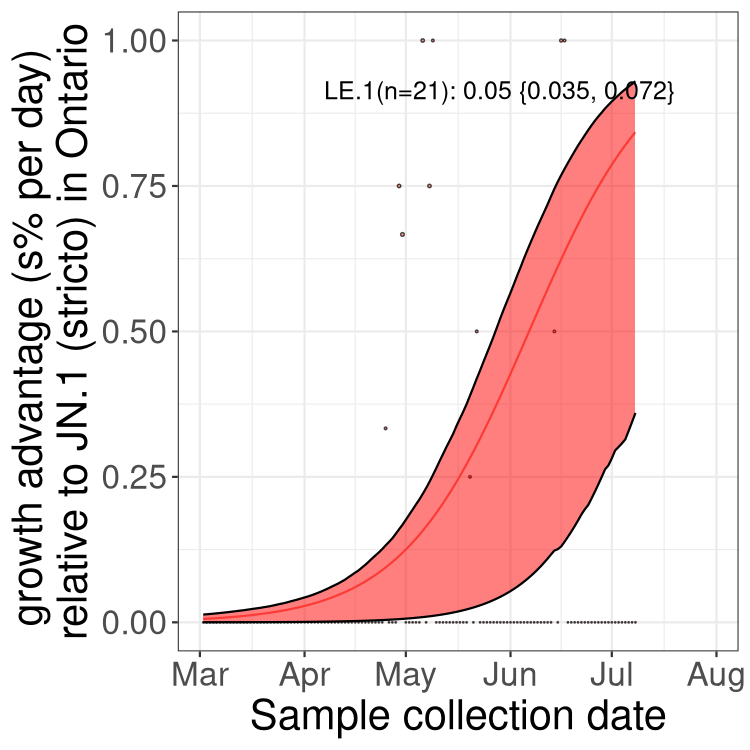 growth advantage (s% per day)
relative to JN.1 (stricto) in Ontario
1.00
0.75
0.50
0.25
0.00
LE.1(n=21): 0.05 {0.035, 0.072}
Mar Apr May Jun Jul Aug
Sample collection date